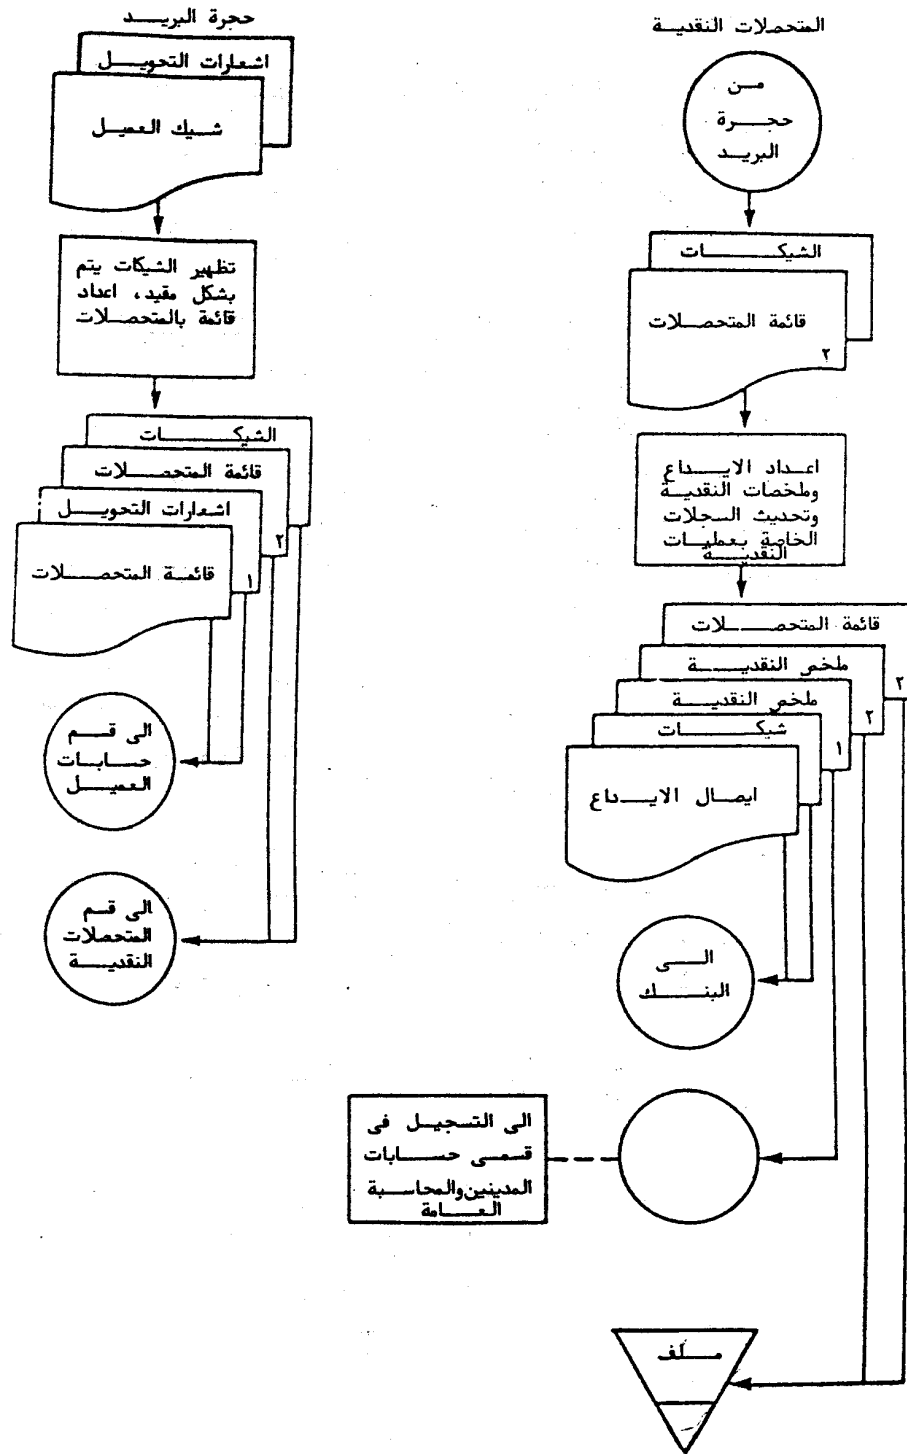 المتحصلات النقدية
من
حجرة
البريد
الشيكات
قائمة المتحصلات
٢
اعداد الايداع
وملخصات النقدية
وتحديث السجلات
الخاصة بعمليات
النقدية
قائمة المتحصلات
٢
ملخص النقدية
٢
ملخص النقدية
١
شيكات
ايصال الايداع
الى
البنك
الى التسجيل فى
قسمى حسابات
المدينين والمحاسبة
العامة
ملف
حجرة البريد
اشعارات التحويل
شيك العميل
تظهير الشيكات يتم
بشكل مقيد، اعداد
قائمة بالمتحصلات
الشيكات
قائمة المتحصلات
٢
اشعارات التحويل
قائمة المتحصلات
١
الى قسم
حسابات
العميل
الى قسم
المتحصلات
النقدية